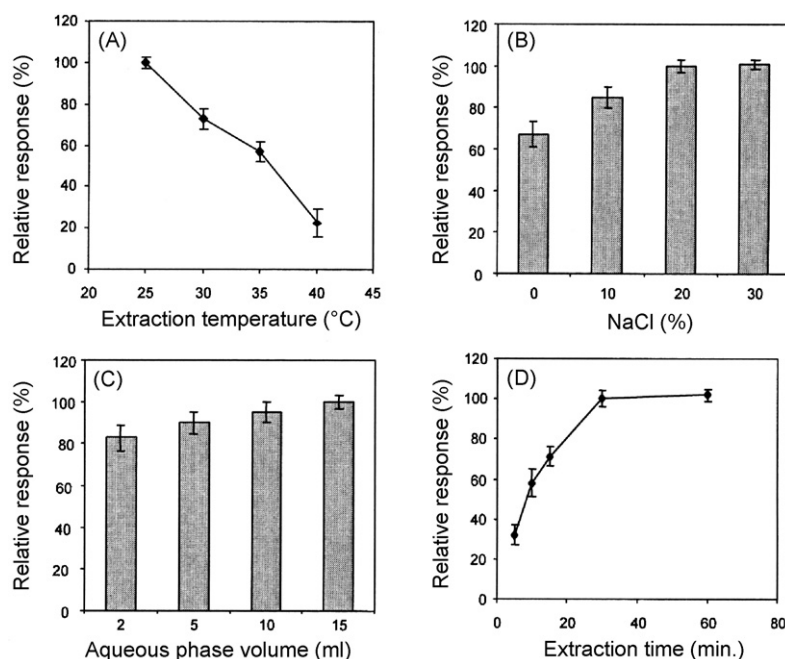 (A)
Relative response (%)
120
100
80
60
40
20
0
20 25 30 35 40 45
Extraction temperature (°C)
(B)
Relative response (%)
120
100
80
60
40
20
0
0 10 20 30
NaCl (%)
(C)
Relative response (%)
120
100
80
60
40
20
0
2 5 10 15
Aqueous phase volume (ml)
(D)
Relative response (%)
120
100
80
60
40
20
0
0 20 40 60 80
Extraction time (min.)